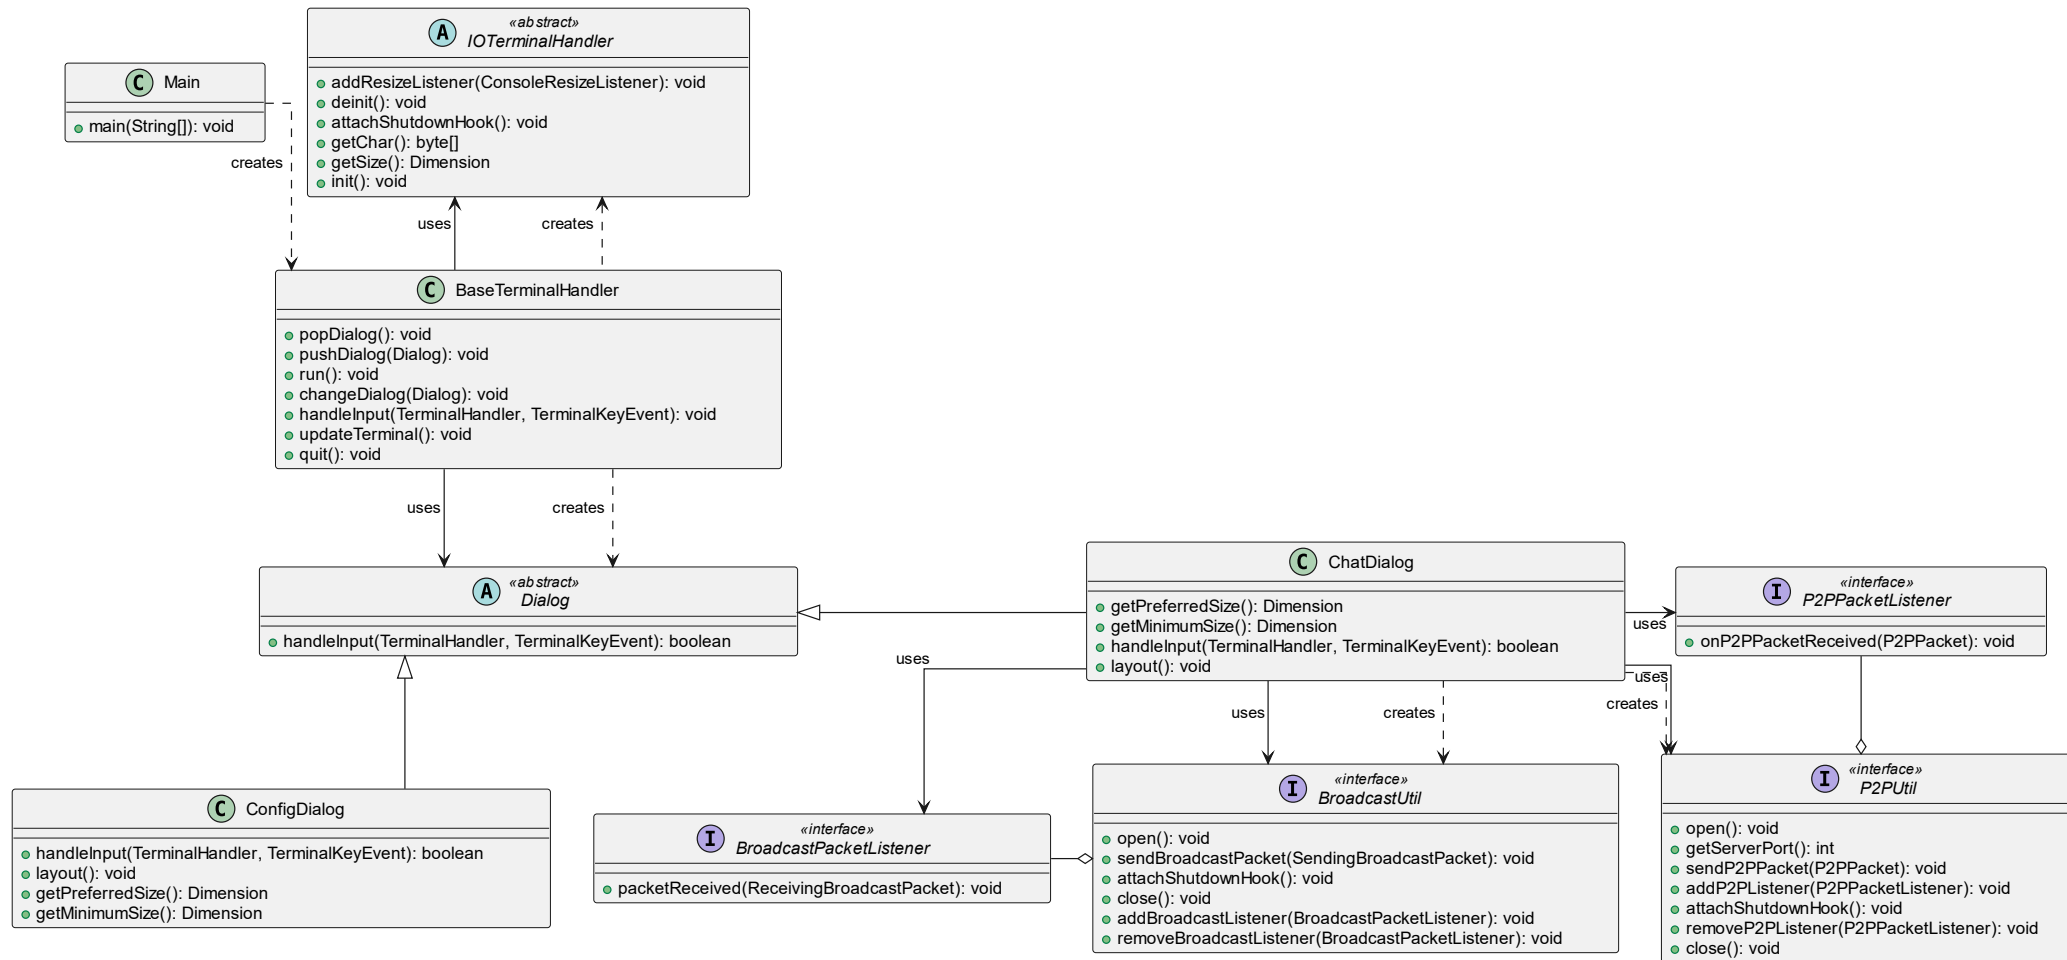 «abstract»
A
IOTerminalHandler
addResizeListener(ConsoleResizeListener): void
deinit(): void
attachShutdownHook(): void
getChar(): byte[]
getSize(): Dimension
init(): void
C Main
main(String[]): void
creates
uses
creates
C BaseTerminalHandler
popDialog(): void
pushDialog(Dialog): void
run(): void
changeDialog(Dialog): void
handleInput(TerminalHandler, TerminalKeyEvent): void
updateTerminal(): void
quit(): void
uses
creates
«abstract»
A
Dialog
handleInput(TerminalHandler, TerminalKeyEvent): boolean
C ChatDialog
getPreferredSize(): Dimension
getMinimumSize(): Dimension
handleInput(TerminalHandler, TerminalKeyEvent): boolean
layout(): void
uses
«interface»
I
P2PPacketListener
onP2PPacketReceived(P2PPacket): void
uses
uses
creates
uses
creates
C ConfigDialog
handleInput(TerminalHandler, TerminalKeyEvent): boolean
layout(): void
getPreferredSize(): Dimension
getMinimumSize(): Dimension
«interface»
I
BroadcastPacketListener
packetReceived(ReceivingBroadcastPacket): void
«interface»
I
BroadcastUtil
open(): void
sendBroadcastPacket(SendingBroadcastPacket): void
attachShutdownHook(): void
close(): void
addBroadcastListener(BroadcastPacketListener): void
removeBroadcastListener(BroadcastPacketListener): void
«interface»
I
P2PUtil
open(): void
getServerPort(): int
sendP2PPacket(P2PPacket): void
addP2PListener(P2PPacketListener): void
attachShutdownHook(): void
removeP2PListener(P2PPacketListener): void
close(): void